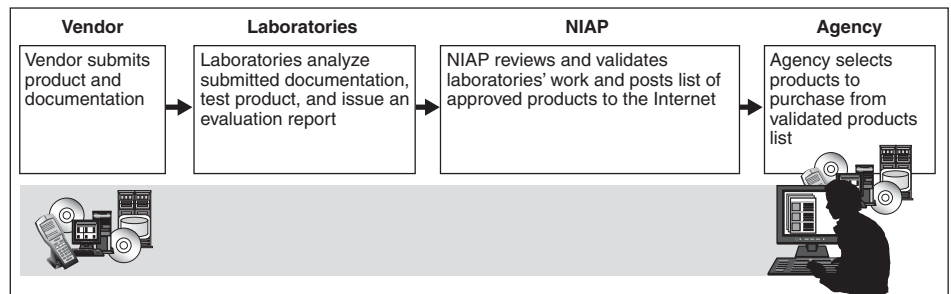 Vendor
Laboratories
NIAP
Agency
Vendor submits
product and
documentation
Laboratories analyze
submitted documentation,
test product, and issue an
evaluation report
NIAP reviews and validates
laboratories' work and posts list of
approved products to the Internet
Agency selects
products to
purchase from
validated products
list